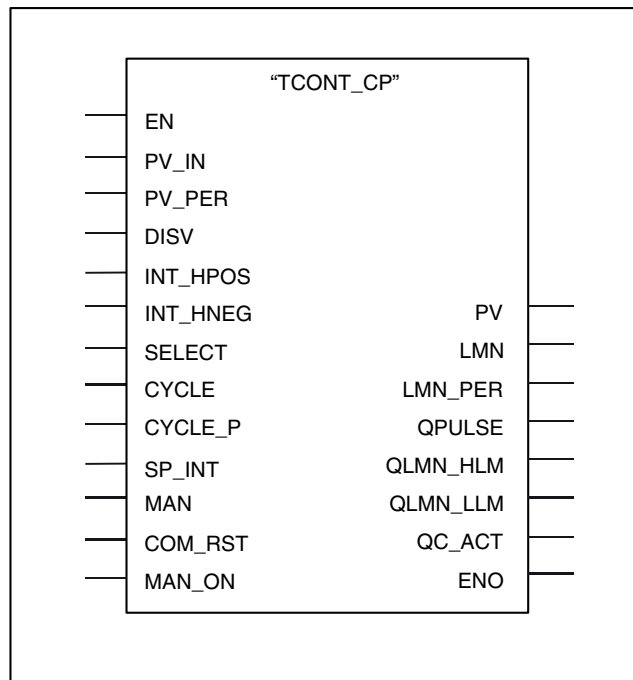 “TCONT_CP”
EN
PV_IN
PV_PER
DISV
INT_HPOS
INT_HNEG
SELECT
CYCLE
CYCLE_P
SP_INT
MAN
COM_RST
MAN_ON
PV
LMN
LMN_PER
QPULSE
QLMN_HLM
QLMN_LLM
QC_ACT
ENO